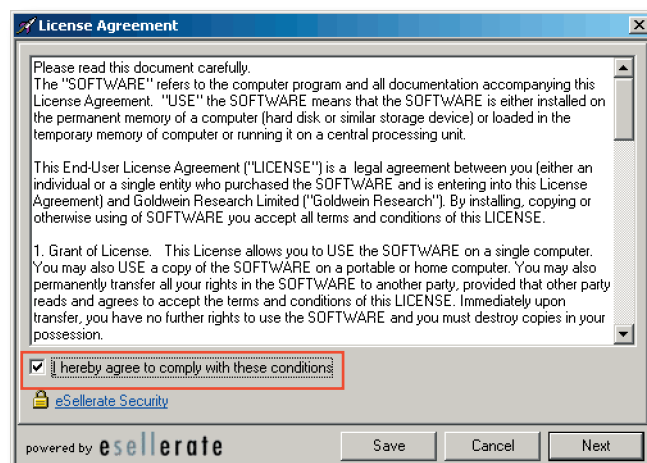 License Agreement
Please read this document carefully.
The "SOFTWARE" refers to the computer program and all documentation accompanying this
License Agreement. "USE" the SOFTWARE means that the SOFTWARE is either installed on
the permanent memory of a computer (hard disk or similar storage device) or loaded in the
temporary memory of computer or running it on a central processing unit.
This End-User License Agreement ("LICENSE") is a legal agreement between you (either an
individual or a single entity who purchased the SOFTWARE and is entering into this License
Agreement) and Goldwein Research Limited ("Goldwein Research"). By installing, copying or
otherwise using of SOFTWARE you accept all terms and conditions of this LICENSE.
1. Grant of License. This License allows you to USE the SOFTWARE on a single computer.
You may also USE a copy of the SOFTWARE on a portable or home computer. You may also
permanently transfer all your rights in the SOFTWARE to another party, provided that other party
reads and agrees to accept the terms and conditions of this LICENSE. Immediately upon
transfer, you have no further rights to use the SOFTWARE and you must destroy copies in your
possession.
I hereby agree to comply with these conditions
eSellerate Security
powered by esellerate
Save
Cancel
Next